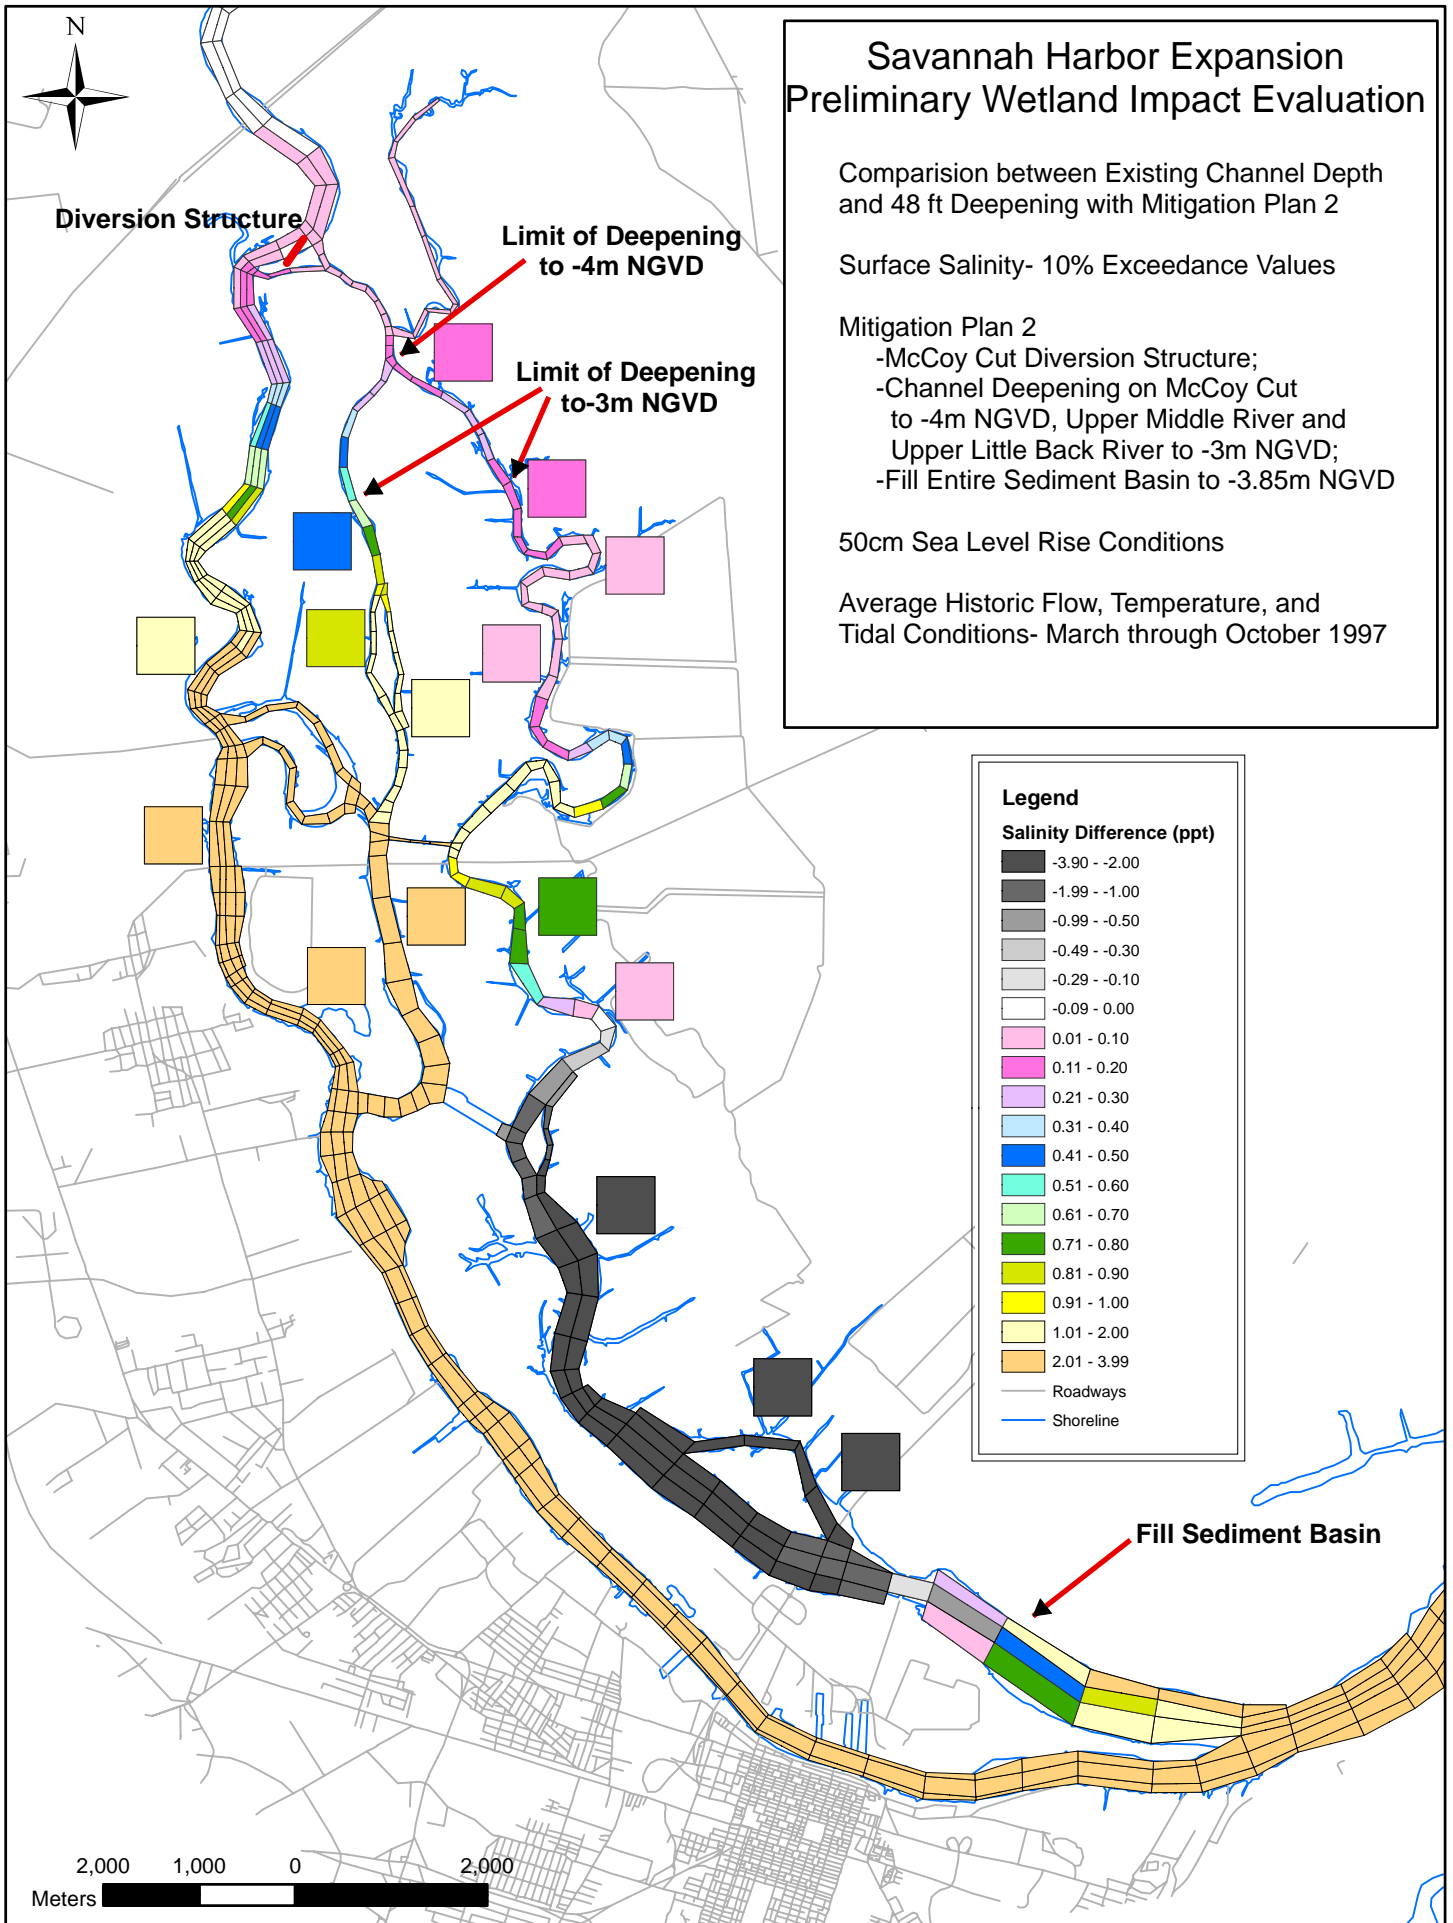 N
Savannah Harbor Expansion
Preliminary Wetland Impact Evaluation
Comparision between Existing Channel Depth
and 48 ft Deepening with Mitigation Plan 2
Surface Salinity- 10% Exceedance Values
Mitigation Plan 2
-McCoy Cut Diversion Structure;
-Channel Deepening on McCoy Cut
to -4m NGVD, Upper Middle River and
Upper Little Back River to -3m NGVD;
-Fill Entire Sediment Basin to -3.85m NGVD
50cm Sea Level Rise Conditions
Average Historic Flow, Temperature, and
Tidal Conditions- March through October 1997
Diversion Structure
Limit of Deepening
to -4m NGVD
Limit of Deepening
to-3m NGVD
Legend
Salinity Difference (ppt)
-3.90 - -2.00
-1.99 - -1.00
-0.99 - -0.50
-0.49 - -0.30
-0.29 - -0.10
-0.09 - 0.00
0.01 - 0.10
0.11 - 0.20
0.21 - 0.30
0.31 - 0.40
0.41 - 0.50
0.51 - 0.60
0.61 - 0.70
0.71 - 0.80
0.81 - 0.90
0.91 - 1.00
1.01 - 2.00
2.01 - 3.99
Roadways
Shoreline
Fill Sediment Basin
2,000 1,000 0 2,000
Meters